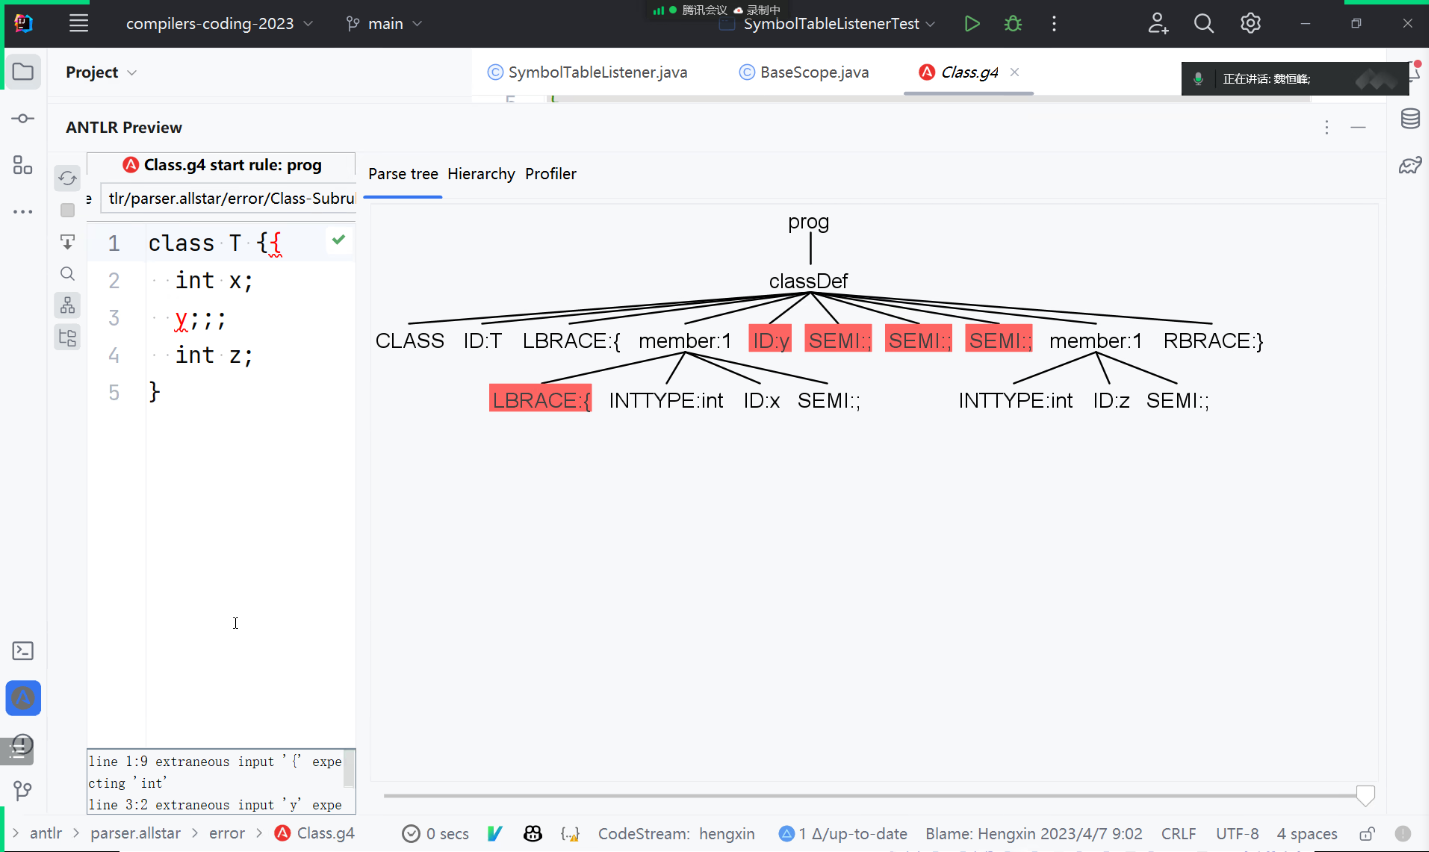 腾讯会议 录制中
compilers-coding-2023 main SymbolTableListenerTest
Project SymbolTableListener.java BaseScope.java Class.g4
正在讲话: 魏恒峰;
ANTLR Preview
Class.g4 start rule: prog
Parse tree Hierarchy Profiler
e tlr/parser.allstar/error/Class-Subru
1 class T {{
2 int x;
3 y;;;
4 int z;
5 }
prog
classDef
CLASS ID:T LBRACE:{ member:1 ID:y SEMI:; SEMI:; SEMI:; member:1 RBRACE:}
LBRACE:{ INTTYPE:int ID:x SEMI:; INTTYPE:int ID:z SEMI:;
line 1:9 extraneous input '{' expe
cting 'int'
line 3:2 extraneous input 'y' expe
antlr > parser.allstar > error > Class.g4 0 secs {..} CodeStream: hengxin 1 Δ/up-to-date Blame: Hengxin 2023/4/7 9:02 CRLF UTF-8 4 spaces